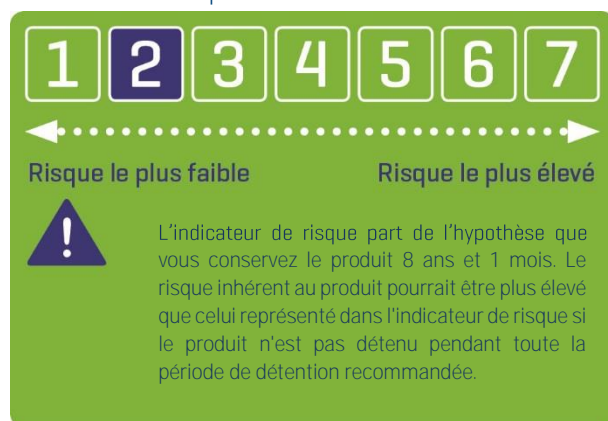 1 2 3 4 5 6 7
Risque le plus faible Risque le plus élevé
!
L'indicateur de risque part de l'hypothèse que
vous conservez le produit 8 ans et 1 mois. Le
risque inhérent au produit pourrait être plus élevé
que celui représenté dans l'indicateur de risque si
le produit n'est pas détenu pendant toute la
période de détention recommandée.